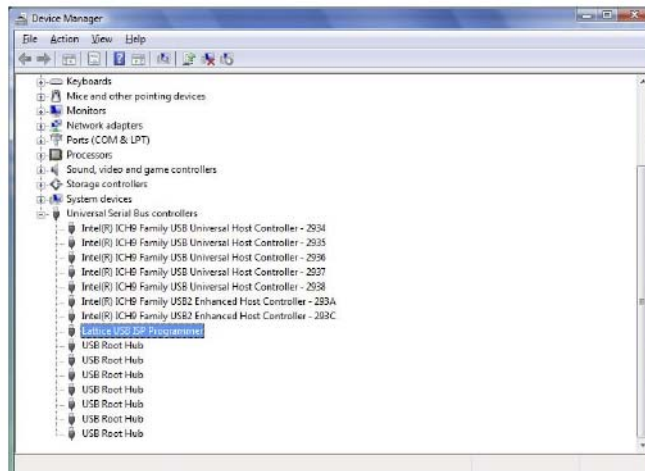 Device Manager
File Action View Help
Keyboards
Mice and other pointing devices
Monitors
Network adapters
Ports (COM & LPT)
Processors
Sound, video and game controllers
Storage controllers
System devices
Universal Serial Bus controllers
Intel(R) ICH9 Family USB Universal Host Controller - 2934
Intel(R) ICH9 Family USB Universal Host Controller - 2935
Intel(R) ICH9 Family USB Universal Host Controller - 2936
Intel(R) ICH9 Family USB Universal Host Controller - 2937
Intel(R) ICH9 Family USB Universal Host Controller - 2938
Intel(R) ICH9 Family USB2 Enhanced Host Controller - 293A
Intel(R) ICH9 Family USB2 Enhanced Host Controller - 293C
Lattice USB ISP Programmer
USB Root Hub
USB Root Hub
USB Root Hub
USB Root Hub
USB Root Hub
USB Root Hub
USB Root Hub